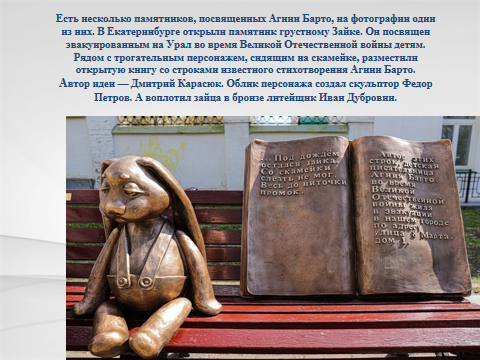 Есть несколько памятников, посвященных Агнии Барто, на фотографии один
из них. В Екатеринбурге открыли памятник грустному Зайке. Он посвящен
эвакуированным на Урал во время Великой Отечественной войны детям.
Рядом с трогательным персонажем, сидящим на скамейке, разместили
открытую книгу со строками известного стихотворения Агнии Барто.
Автор идеи — Дмитрий Карасюк. Облик персонажа создал скульптор Федор
Петров. А воплотил зайца в бронзе литейщик Иван Дубровин.
... Под дождём
остался зайка.
Со скамейки
слезть не мог,
Весь до ниточки
промок.
Автор этих
строк детская
писательница
Агния Барто
во время
Великой
Отечественной
войны жила
в эвакуации
в нашем городе
по адресу
улица 8 Марта,
дом 1